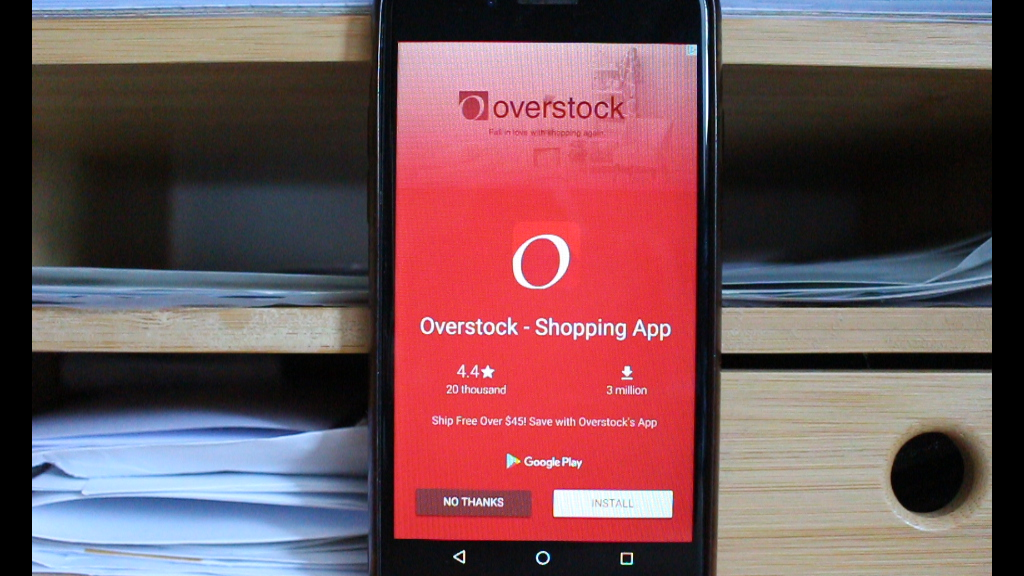 overstock
Fall in love with shopping again.
Overstock - Shopping App
4.4★
20 thousand
3 million
Ship Free Over $45! Save with Overstock's App
Google Play
NO THANKS
INSTALL